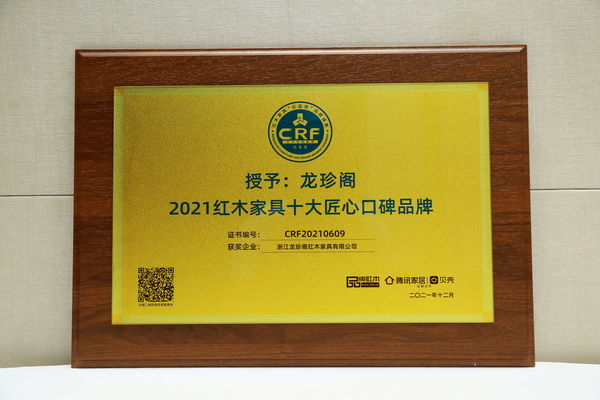 CRF
授予：龙珍阁
2021红木家具十大匠心口碑品牌
证书编号： CRF20210609
获奖企业： 浙江龙珍阁红木家具有限公司
品红木 腾讯家居 贝壳
二〇二一年十二月